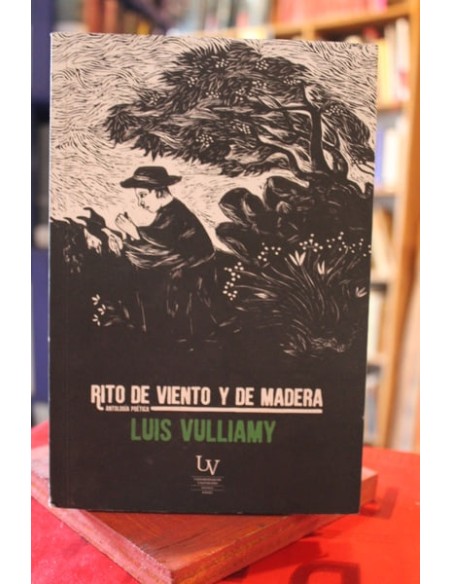 RITO DE VIENTO Y DE MADERA
ANTOLOGÍA POÉTICA
LUIS VULLIAMY
UV